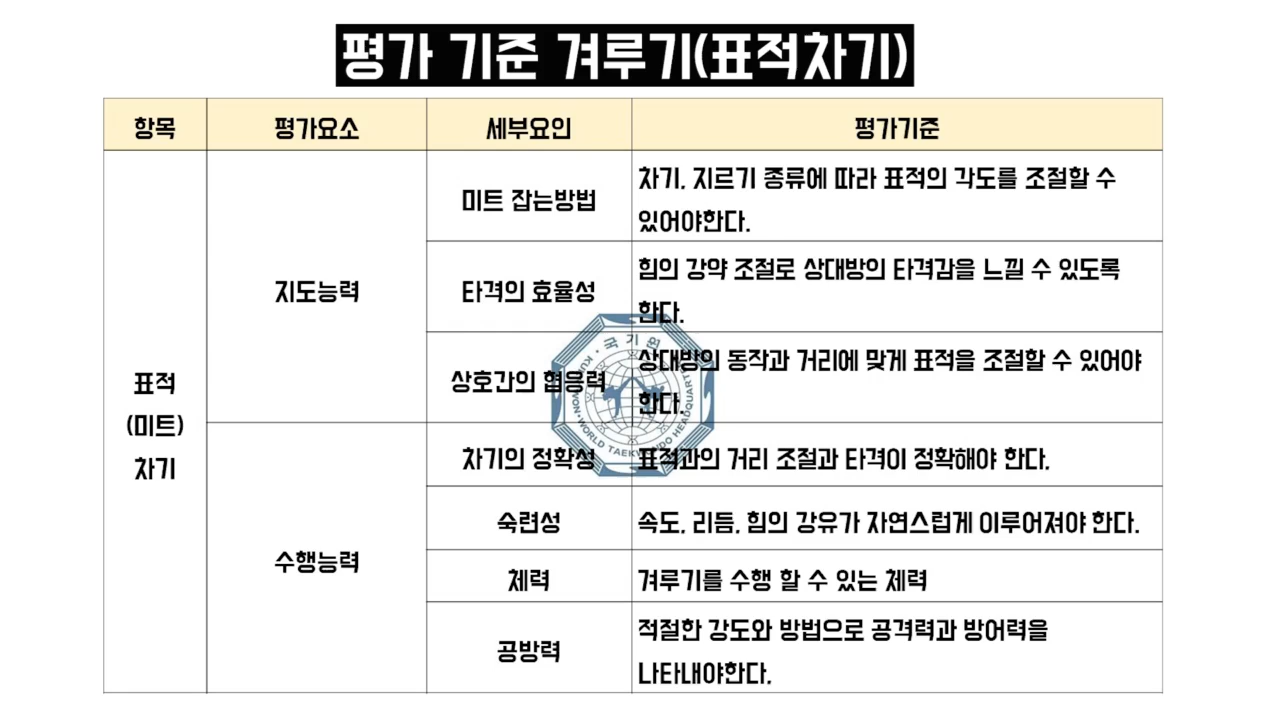 평가 기준 겨루기(표적차기)
항목 평가요소 세부요인 평가기준
표적
(미트)
차기
지도능력
미트 잡는방법
차기, 지르기 종류에 따라 표적의 각도를 조절할 수
있어야한다.
타격의 효율성
힘의 강약 조절로 상대방의 타격감을 느낄 수 있도록
한다.
상호간의 협응력
상대방의 동작과 거리에 맞게 표적을 조절할 수 있어야
한다.
수행능력
차기의 정확성
표적과의 거리 조절과 타격이 정확해야 한다.
숙련성
속도, 리듬, 힘의 강유가 자연스럽게 이루어져야 한다.
체력
겨루기를 수행 할 수 있는 체력
공방력
적절한 강도와 방법으로 공격력과 방어력을
나타내야한다.
국기원
KUKKIWON • WORLD TAEKWONDO HEADQUARTERS